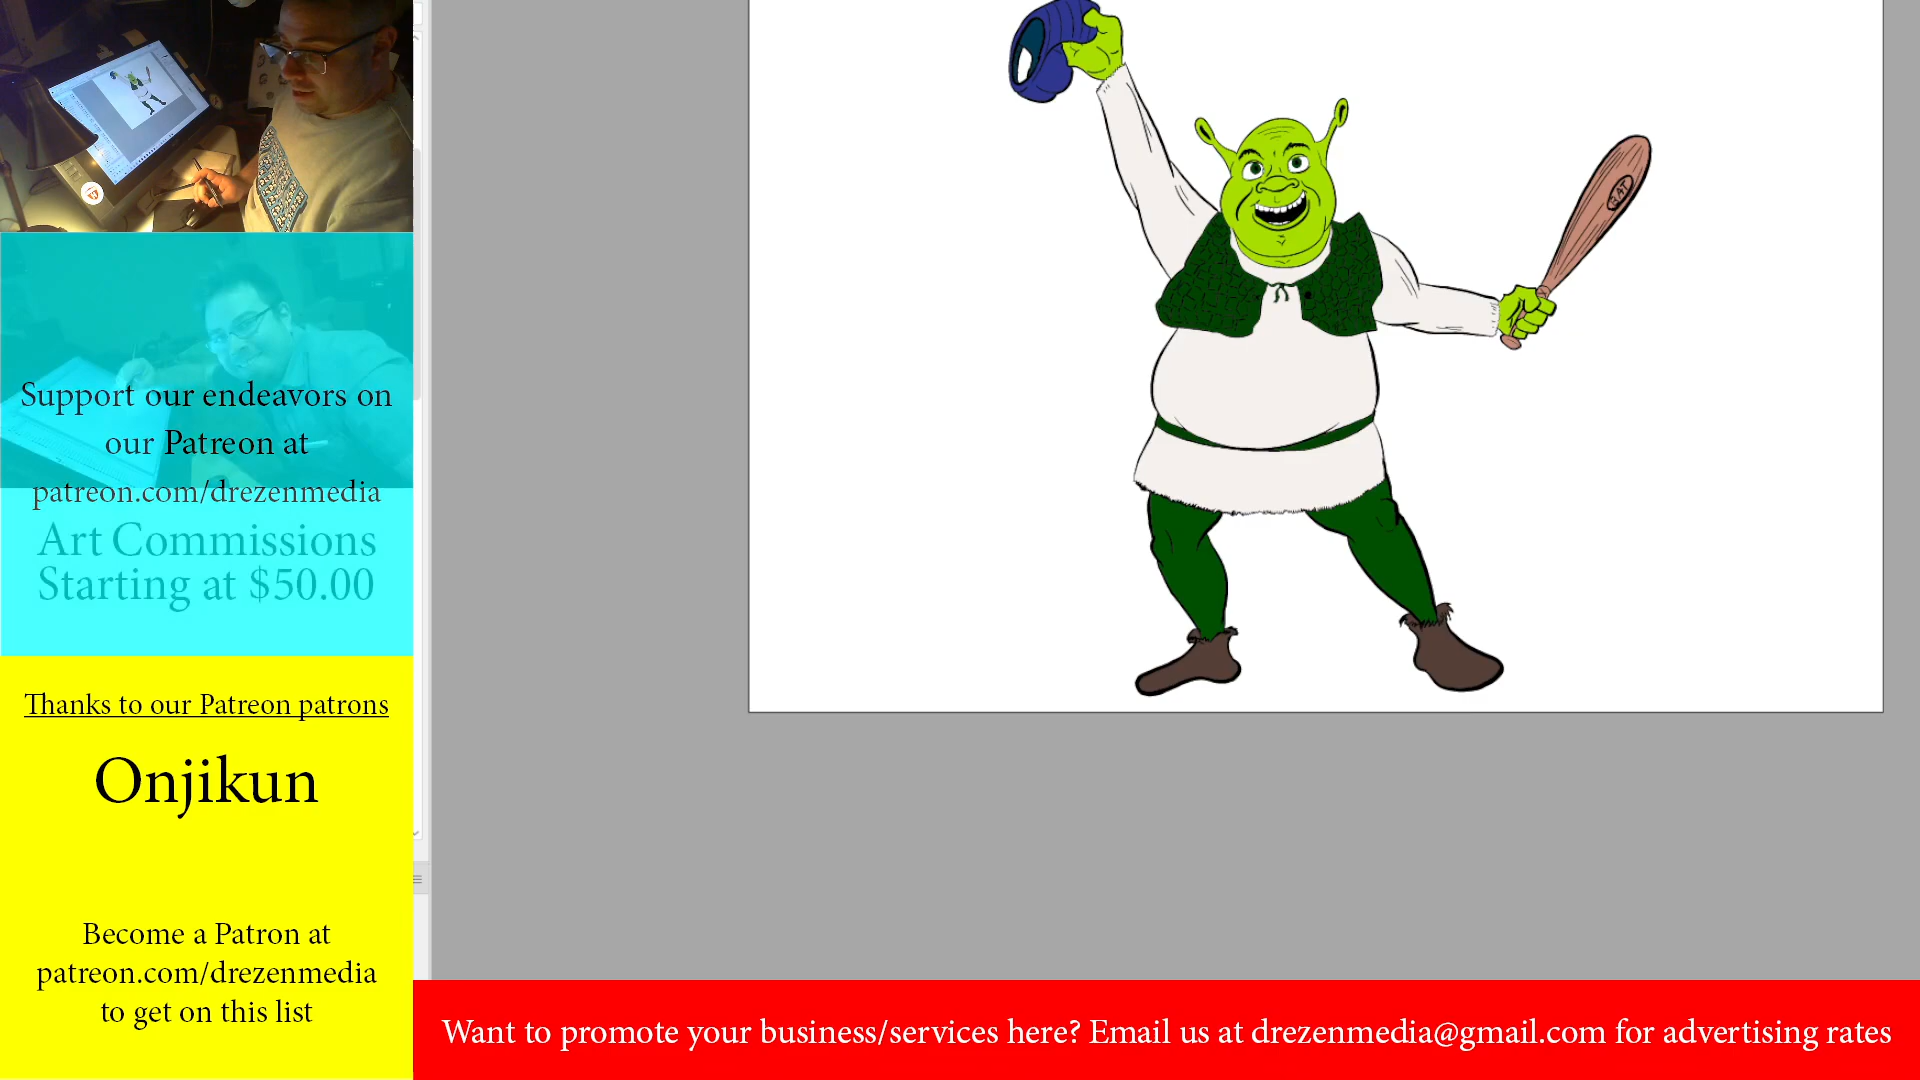 Support our endeavors on
our Patreon at
patreon.com/drezenmedia
Art Commissions
Starting at $50.00
Thanks to our Patreon patrons
Onjikun
Become a Patron at
patreon.com/drezenmedia
to get on this list
BAT
Want to promote your business/services here? Email us at drezenmedia@gmail.com for advertising rates